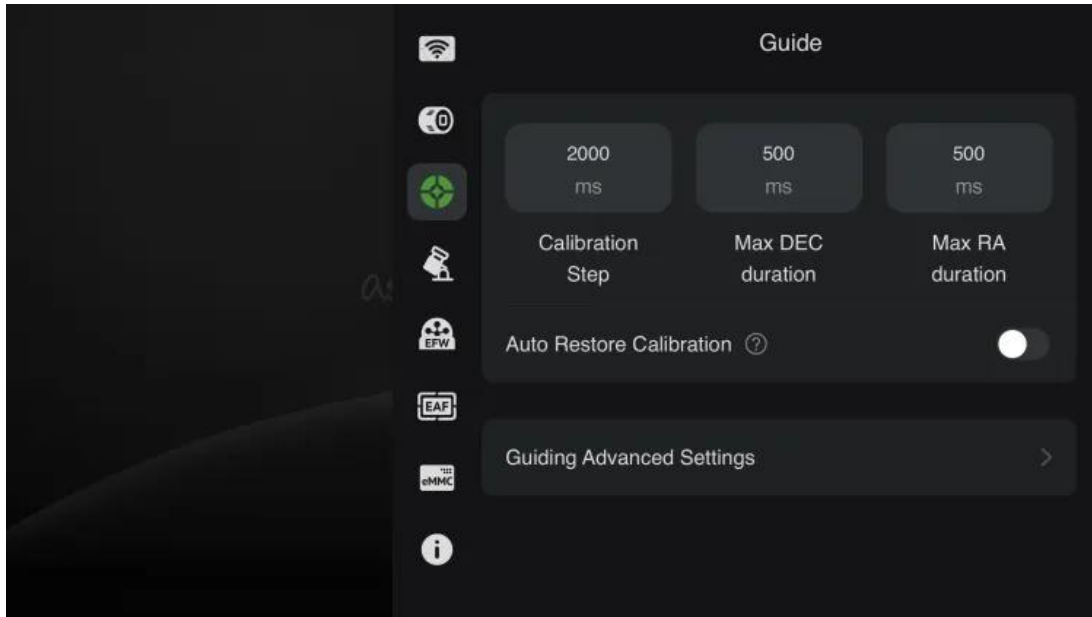 Guide
2000
ms
500
ms
500
ms
Calibration
Step
Max DEC
duration
Max RA
duration
Auto Restore Calibration ?
EFW
EAF
Guiding Advanced Settings
eMMC
i